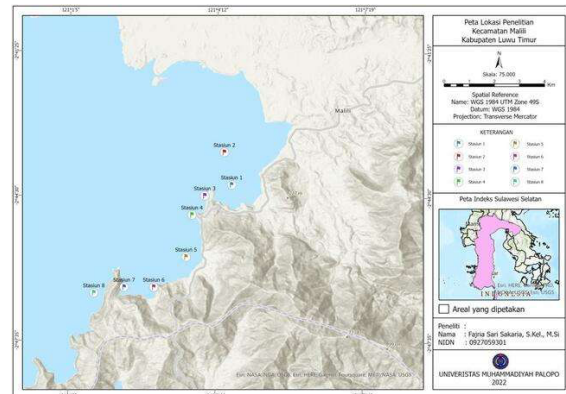 Peta Lokasi Penitian
Kecamatan Malili
Kabupaten Luwu Timur
N
Skala: 75.000
Km
Spatial Reference
Name: WGS 1984 UTM Zone 49S
Datum: WGS 1984
Projection: Transverse Mercator
KETERANGAN
Stasiun 1
Stasiun 2
Stasiun 3
Stasiun 4
Stasiun 5
Stasiun 6
Stasiun 7
Stasiun 8
Peta Indeks Sulawesi Selatan
INDONESIA
Areal yang dipetakan
Peneliti :
Nama : Fajria Sari Sakaria, S.Kel., M.Si
NIDN : 0927059301
UNIVERISTAS MUHAMMADIYAH PALOPO
2022
Malili
Stasiun 2
Stasiun 1
Stasiun 3
Stasiun 4
Stasiun 5
Stasiun 8
Stasiun 7
Stasiun 6